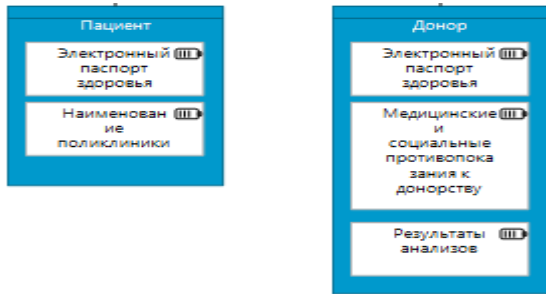 Пациент
Электронный
паспорт
здоровья
Наименован
ие
поликлиники
Донор
Электронный
паспорт
здоровья
Медицинские
и
социальные
противопока
зания к
донорству
Результаты
анализов